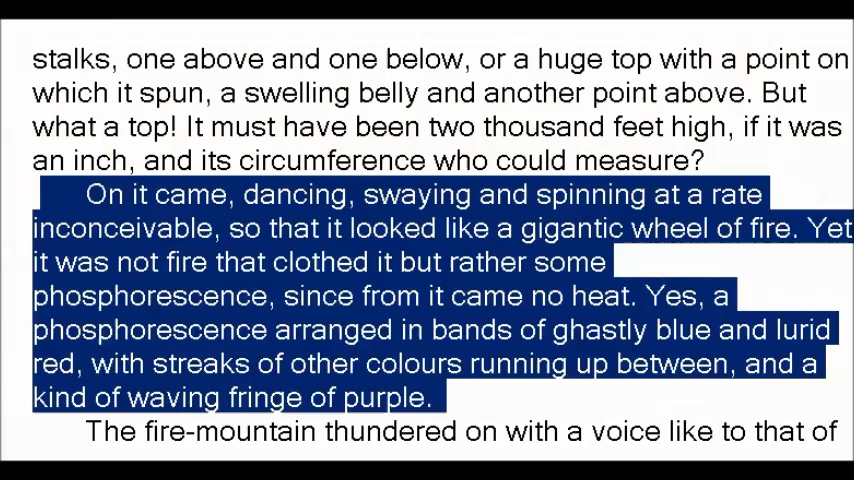 stalks, one above and one below, or a huge top with a point on
which it spun, a swelling belly and another point above. But
what a top! It must have been two thousand feet high, if it was
an inch, and its circumference who could measure?
On it came, dancing, swaying and spinning at a rate
inconceivable, so that it looked like a gigantic wheel of fire. Yet
it was not fire that clothed it but rather some
phosphorescence, since from it came no heat. Yes, a
phosphorescence arranged in bands of ghastly blue and lurid
red, with streaks of other colours running up between, and a
kind of waving fringe of purple.
The fire-mountain thundered on with a voice like to that of